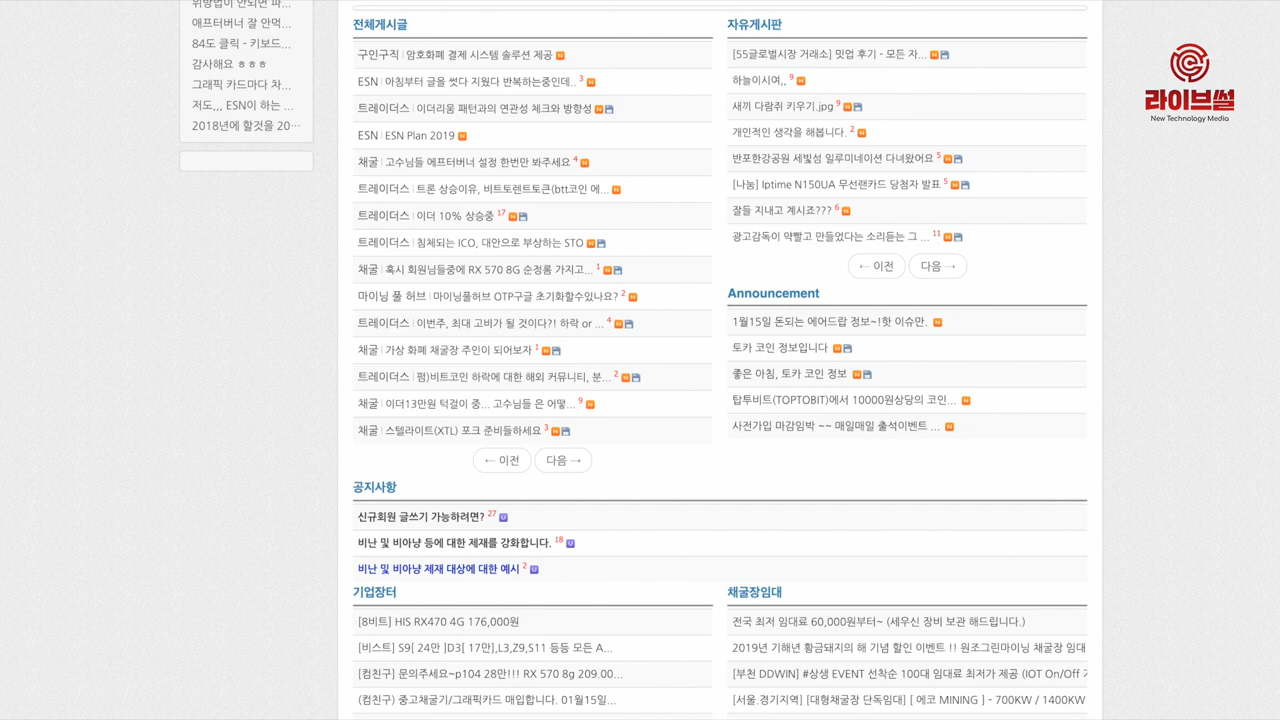 위방법이 안되면 파...
애프터버너 잘 안먹...
84도 클릭 - 키보드...
감사해요 ㅎㅎㅎ
그래픽 카드마다 차...
저도,,, ESN이 하는 ...
2018년에 할것을 20...
전체게시글
구인구직 | 암호화폐 결제 시스템 솔루션 제공 N
ESN | 아침부터 글을 썻다 지웠다 반복하는중인데.. 3 N
트레이더스 | 이더리움 패턴과의 연관성 체크와 방향성 N
ESN | ESN Plan 2019 N
채굴 | 고수님들 에프터버너 설정 한번만 봐주세요 4 N
트레이더스 | 트론 상승이유, 비트토렌트토큰(btt코인 에... N
트레이더스 | 이더 10% 상승중 17 N
트레이더스 | 침체되는 ICO, 대안으로 부상하는 STO N
채굴 | 혹시 회원님들중에 RX 570 8G 순정롬 가지고... 1 N
마이닝 풀 허브 | 마이닝풀허브 OTP구글 초기화할수있나요? 2 N
트레이더스 | 이번주, 최대 고비가 될 것이다?! 하락 or ... 4 N
채굴 | 가상 화폐 채굴장 주인이 되어보자 1 N
트레이더스 | 펌)비트코인 하락에 대한 해외 커뮤니티, 분... 2 N
채굴 | 이더13만원 턱걸이 중... 고수님들 은 어떻... 9 N
채굴 | 스텔라이트(XTL) 포크 준비들하세요 3 N
← 이전 다음 →
자유게시판
[55글로벌시장 거래소] 밋업 후기 - 모든 자... N
하늘이시여,, 9 N
새끼 다람쥐 키우기.jpg 9 N
개인적인 생각을 해봅니다. 2 N
반포한강공원 세빛섬 일루미네이션 다녀왔어요 5 N
[나눔] Iptime N150UA 무선랜카드 당첨자 발표 5 N
잘들 지내고 계시죠??? 6 N
광고감독이 약빨고 만들었다는 소리듣는 그 ... 11 N
← 이전 다음 →
Announcement
1월15일 돈되는 에어드랍 정보~!핫 이슈만. N
토카 코인 정보입니다 N
좋은 아침, 토카 코인 정보 N
탑투비트(TOPTOBIT)에서 10000원상당의 코인... N
사전가입 마감임박 ~~ 매일매일 출석이벤트 ... N
공지사항
신규회원 글쓰기 가능하려면? 27 U
비난 및 비아냥 등에 대한 제재를 강화합니다. 18 U
비난 및 비아냥 제재 대상에 대한 예시 2 U
기업장터
[8비트] HIS RX470 4G 176,000원
[비스트] S9[ 24만 ]D3[ 17만],L3,Z9,S11 등등 모든 A...
(컴친구) 문의주세요~p104 28만!!! RX 570 8g 209.00...
(컴친구) 중고채굴기/그래픽카드 매입합니다. 01월15일...
채굴장임대
전국 최저 임대료 60,000원부터~ (세우신 장비 보관 해드립니다.)
2019년 기해년 황금돼지의 해 기념 할인 이벤트 !! 원조그린마이닝 채굴장 임대
[부천 DDWIN] #상생 EVENT 선착순 100대 임대료 최저가 제공 (IOT On/Off
[서울.경기지역] [대형채굴장 단독임대] [ 에코 MINING ] - 700KW / 1400KW
라이브썰
New Technology Media